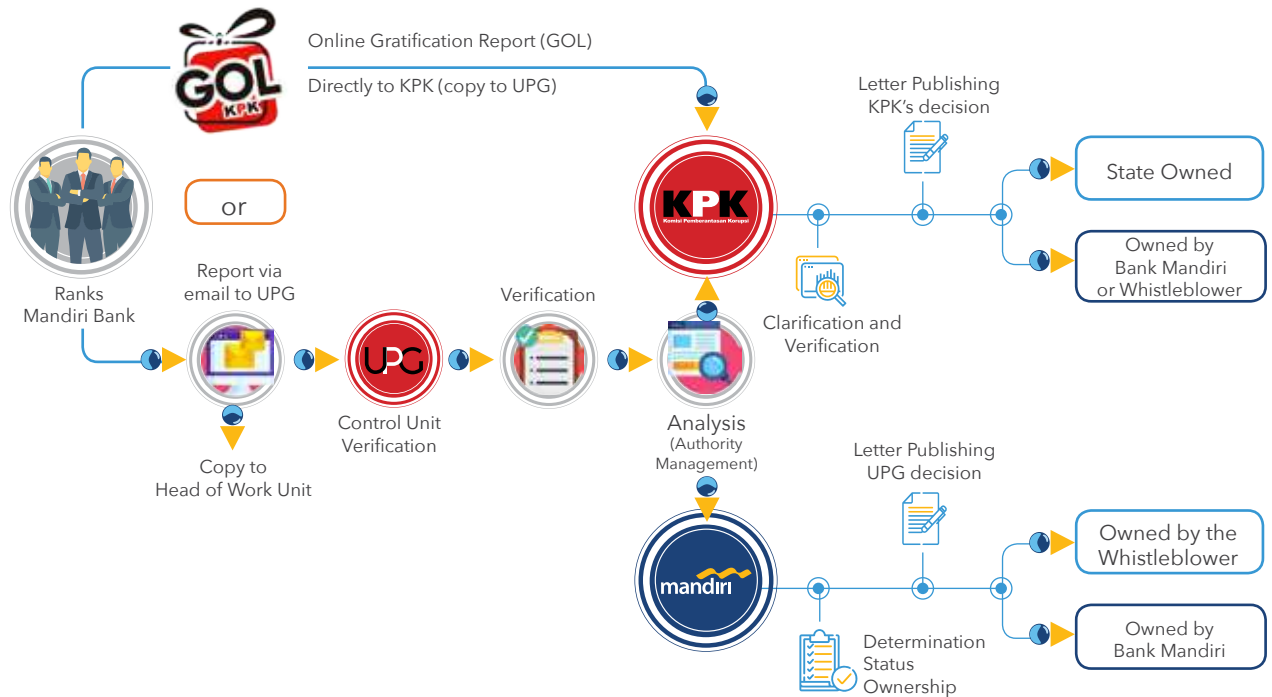 GOL
KPK
Online Gratification Report (GOL)
Directly to KPK (copy to UPG)
Ranks
Mandiri Bank
or
Report via
email to UPG
Copy to
Head of Work Unit
UPG
Control Unit
Verification
Verification
Analysis
(Authority
Management)
KPK
Komisi Pemberantasan Korupsi
Clarification and
Verification
Letter Publishing
KPK's decision
State Owned
Owned by
Bank Mandiri
or Whistleblower
mandiri
Determination
Status
Ownership
Letter Publishing
UPG decision
Owned by the
Whistleblower
Owned by
Bank Mandiri